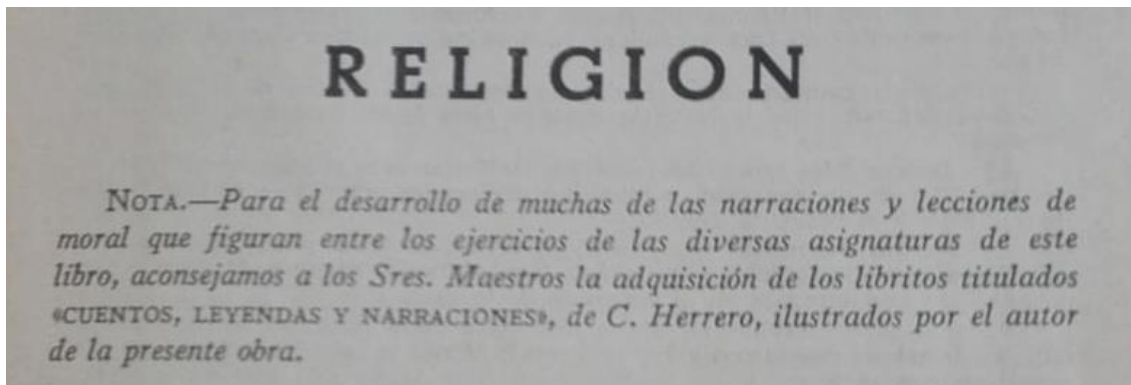 RELIGION
NOTA.—Para el desarrollo de muchas de las narraciones y lecciones de
moral que figuran entre los ejercicios de las diversas asignaturas de este
libro, aconsejamos a los Sres. Maestros la adquisición de los libritos titulados
«CUENTOS, LEYENDAS Y NARRACIONES», de C. Herrero, ilustrados por el autor
de la presente obra.